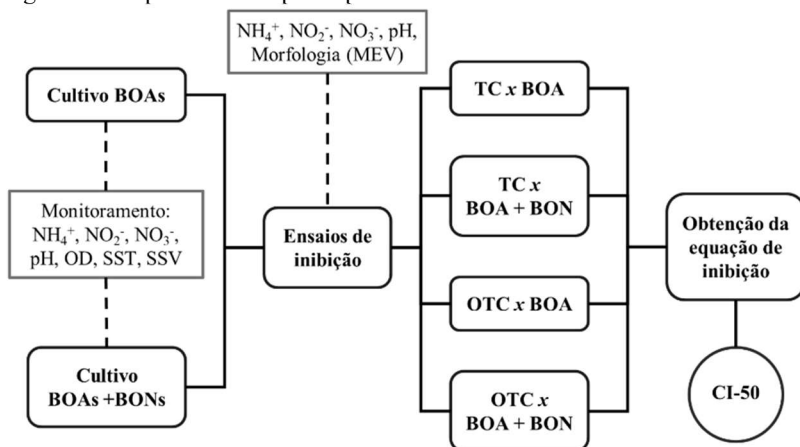 NH₄⁺, NO₂⁻, NO₃⁻, pH,
Morfologia (MEV)
Cultivo BOAs
Monitoramento:
NH₄⁺, NO₂⁻, NO₃⁻,
pH, OD, SST, SSV
Cultivo
BOAs +BONs
Ensaios de
inibição
TC x BOA
TC x
BOA + BON
OTC x BOA
OTC x
BOA + BON
Obtenção da
equação de
inibição
CI-50